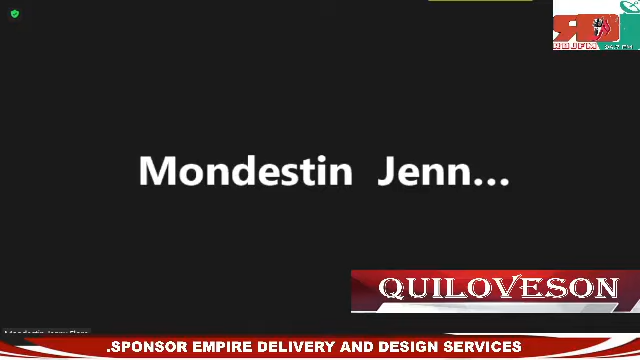 Mondestin Jenn...
QUILOVESON
.SPONSOR EMPIRE DELIVERY AND DESIGN SERVICES